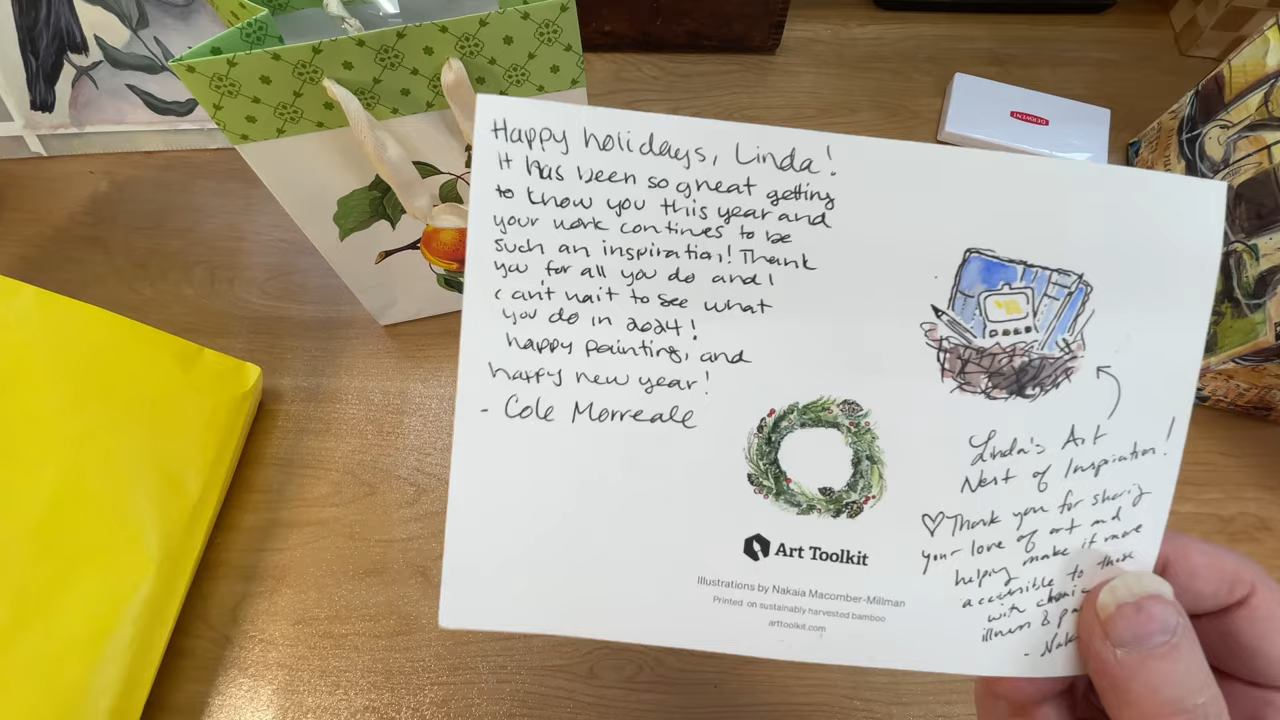 DERWENT
Happy holidays, Linda!
It has been so great getting
to know you this year and
your work continues to be
such an inspiration! Thank
you for all you do and I
can't wait to see what
you do in 2024!
happy painting, and
happy new year!
- Cole Morreale
Linda's Art
Nest of Inspiration!
♡ Thank you for sharing
your love of art and
helping make it more
accessible to those
with
illness &
Art Toolkit
Illustrations by Nakaia Macomber-Millman
Printed on sustainably harvested bamboo
arttoolkit.com